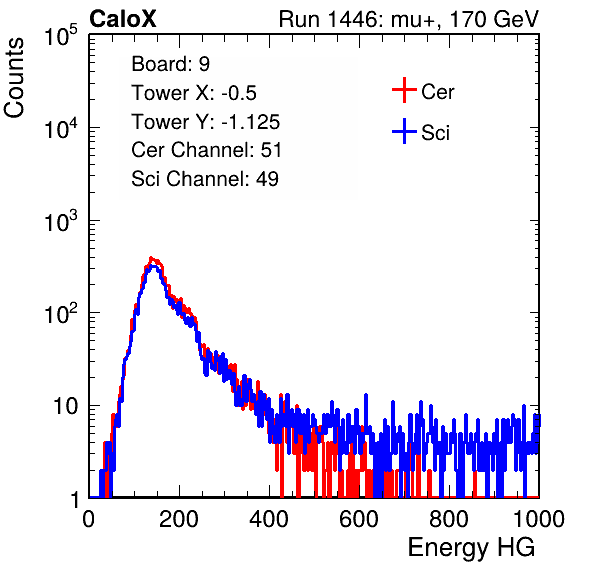 CaloX Run 1446: mu+, 170 GeV
Board: 9
Tower X: -0.5
Tower Y: -1.125
Cer Channel: 51
Sci Channel: 49
Cer
Sci
Counts
10^5
10^4
10^3
10^2
10
1
0 200 400 600 800 1000
Energy HG